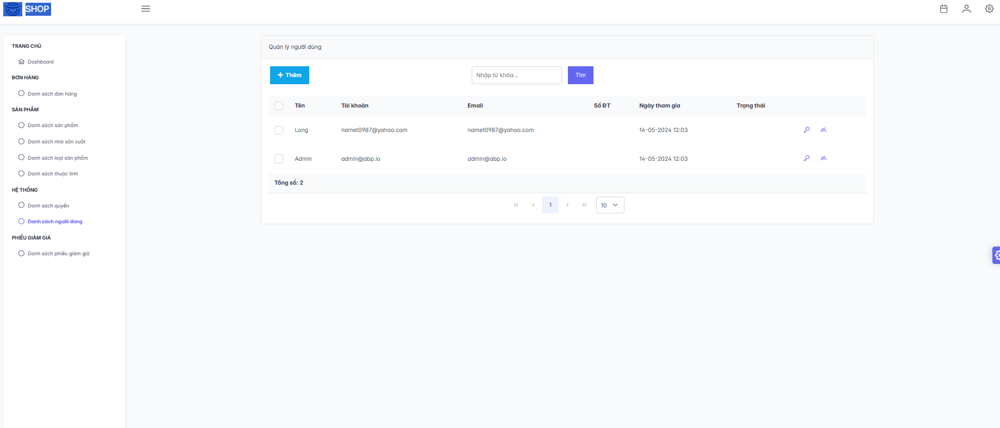 SHOP
TRANG CHỦ
Dashboard
ĐƠN HÀNG
Danh sách đơn hàng
SẢN PHẨM
Danh sách sản phẩm
Danh sách nhà sản xuất
Danh sách loại sản phẩm
Danh sách thuộc tính
HỆ THỐNG
Danh sách quyền
Danh sách người dùng
PHIẾU GIẢM GIÁ
Danh sách phiếu giảm giá
Quản lý người dùng
Thêm
Nhập từ khóa...
Tìm
Tên Tài khoản Email Số ĐT Ngày tham gia Trạng thái
Long namet0987@yahoo.com namet0987@yahoo.com 14-05-2024 12:03
Admin admin@abp.io admin@abp.io 14-05-2024 12:03
Tổng số: 2
1 10